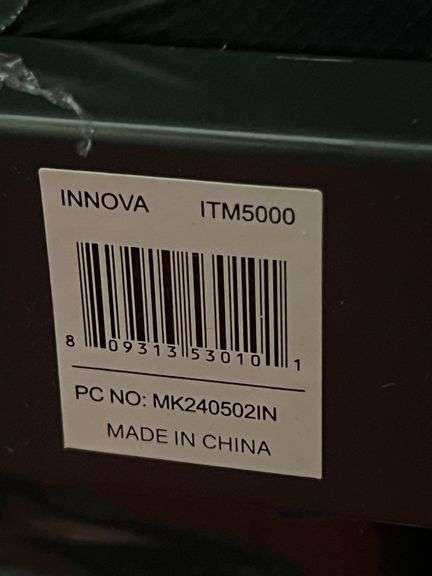 INNOVA ITM5000
8 09313 53010 1
PC NO: MK240502IN
MADE IN CHINA